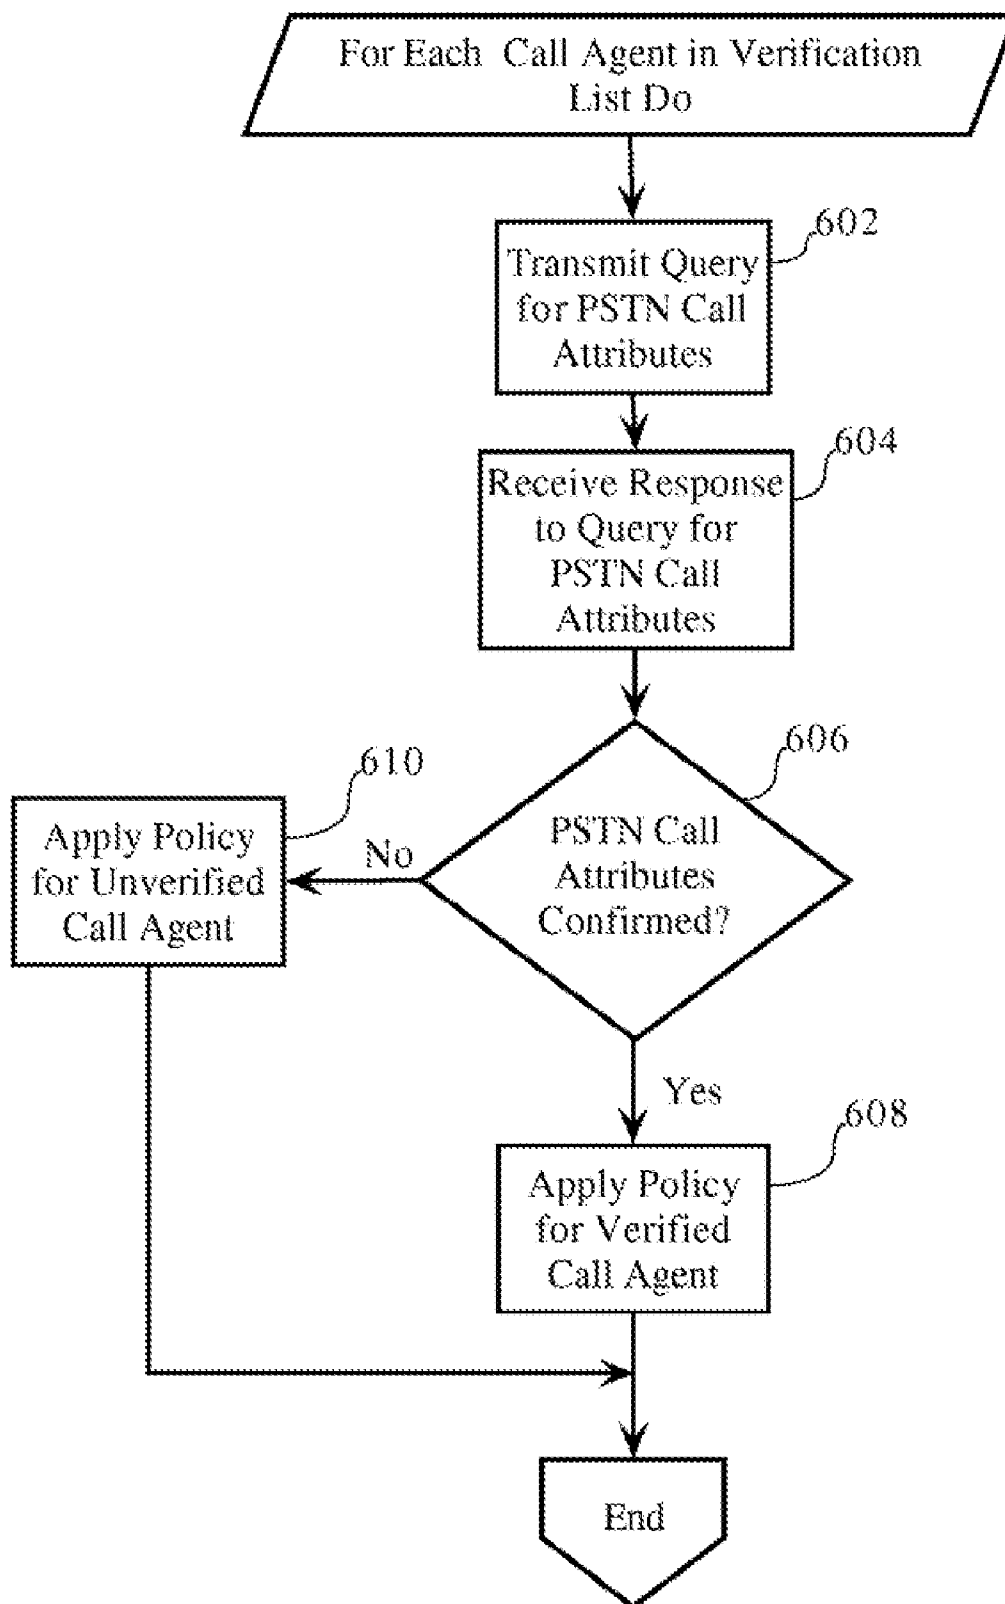 For Each Call Agent in Verification
List Do
602
Transmit Query
for PSTN Call
Attributes
604
Receive Response
to Query for
PSTN Call
Attributes
606
PSTN Call
Attributes
Confirmed?
610
No
Apply Policy
for Unverified
Call Agent
Yes
608
Apply Policy
for Verified
Call Agent
End